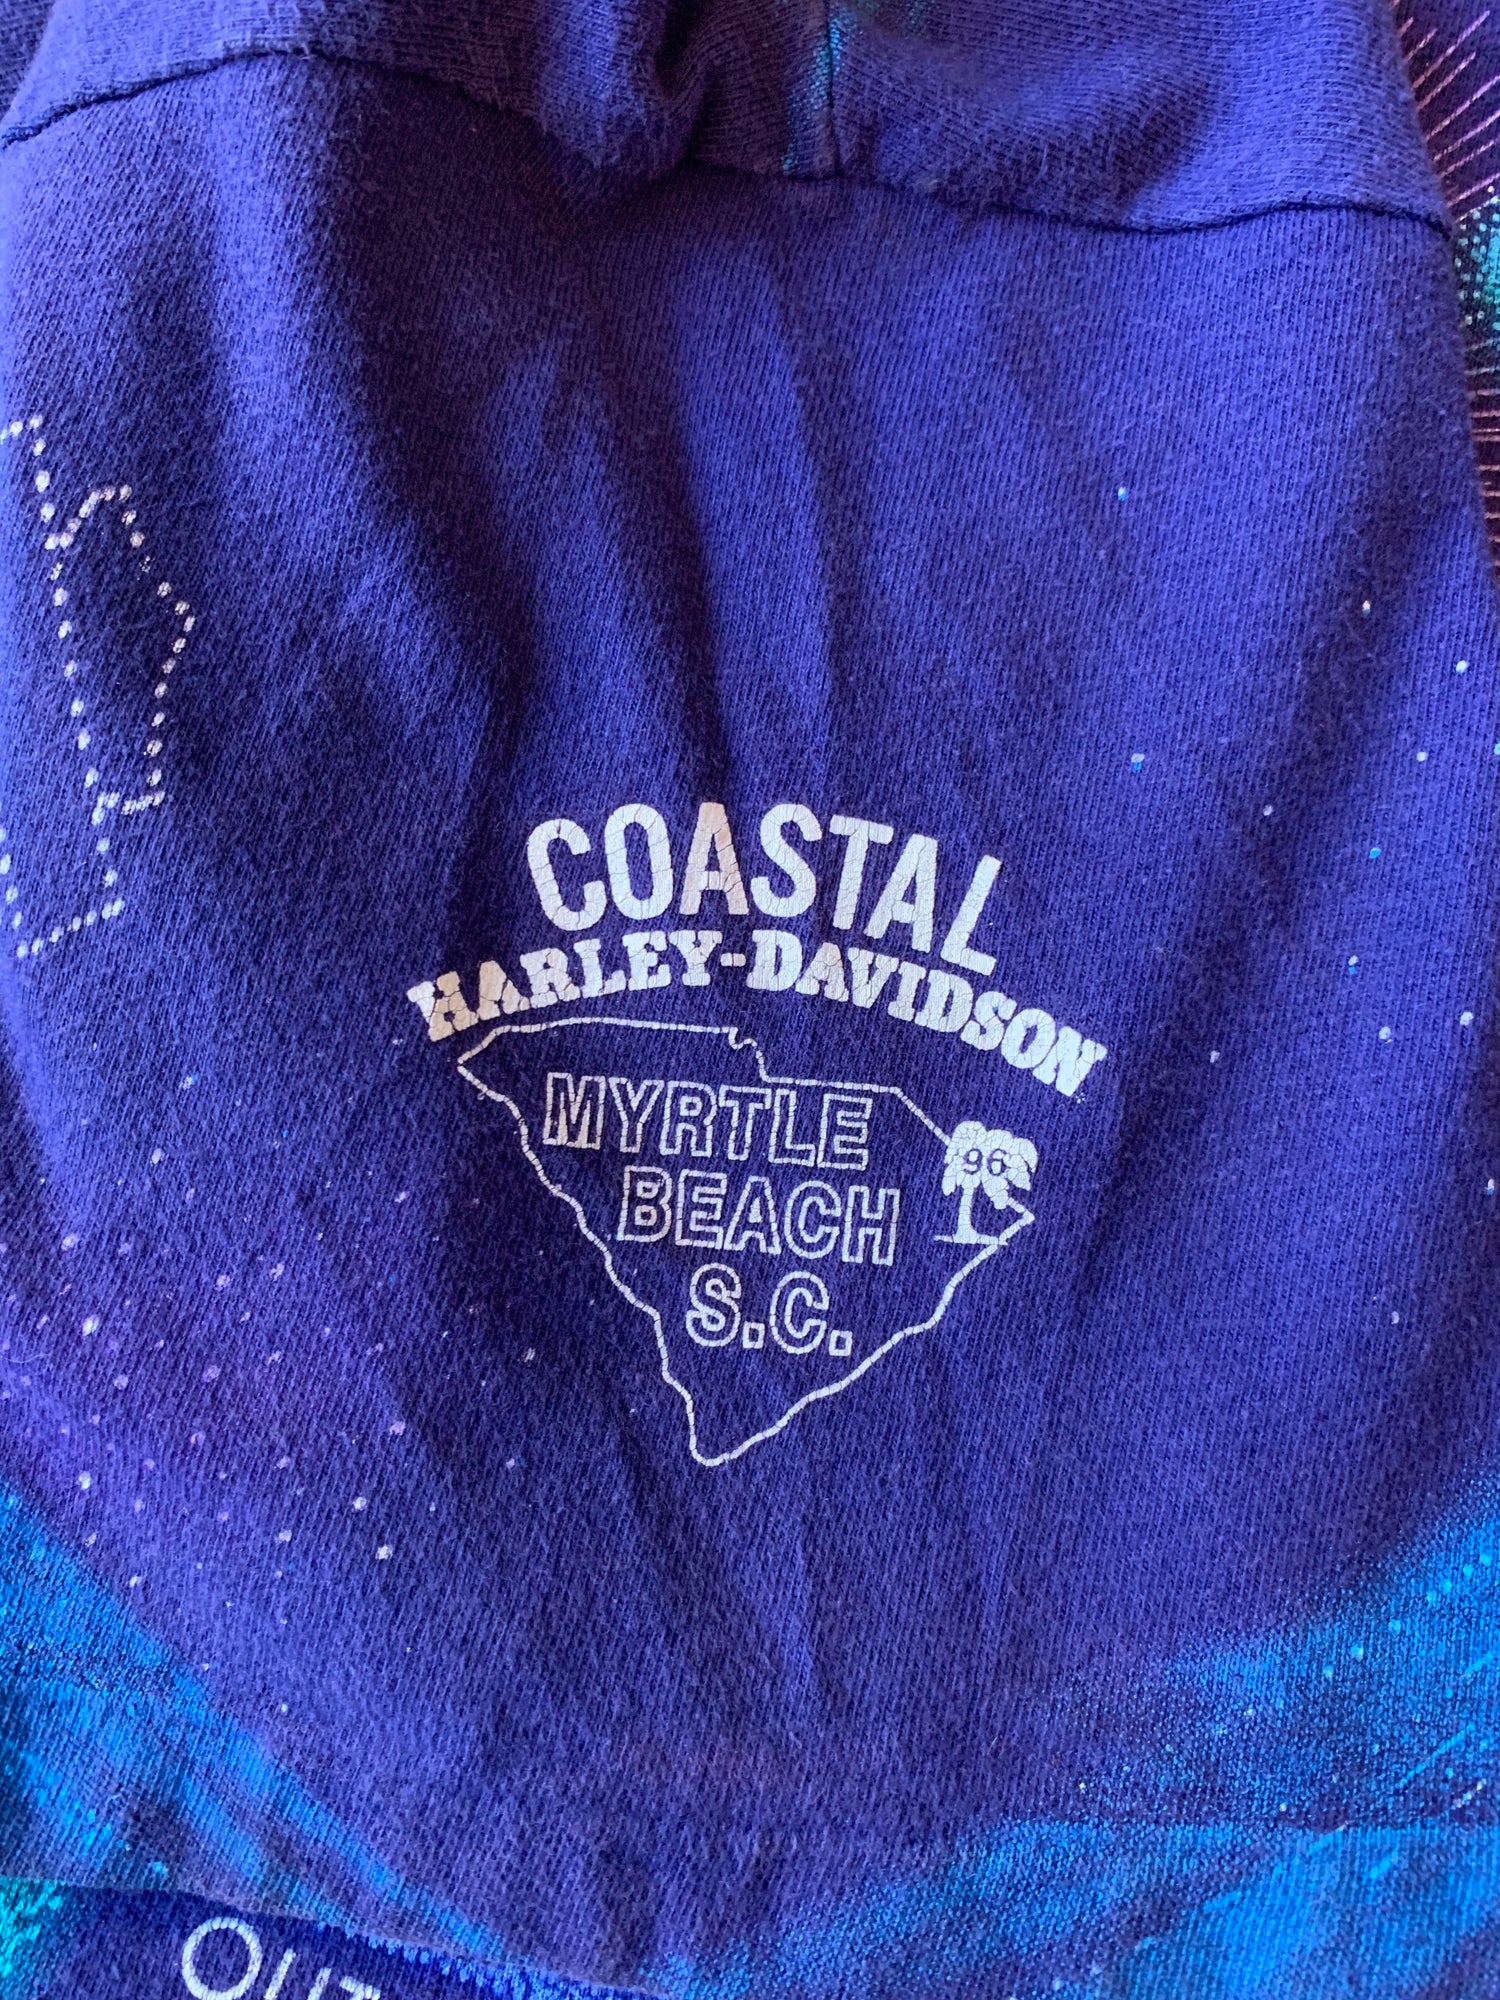 COASTAL
HARLEY-DAVIDSON
MYRTLE
96
BEACH
S.C.